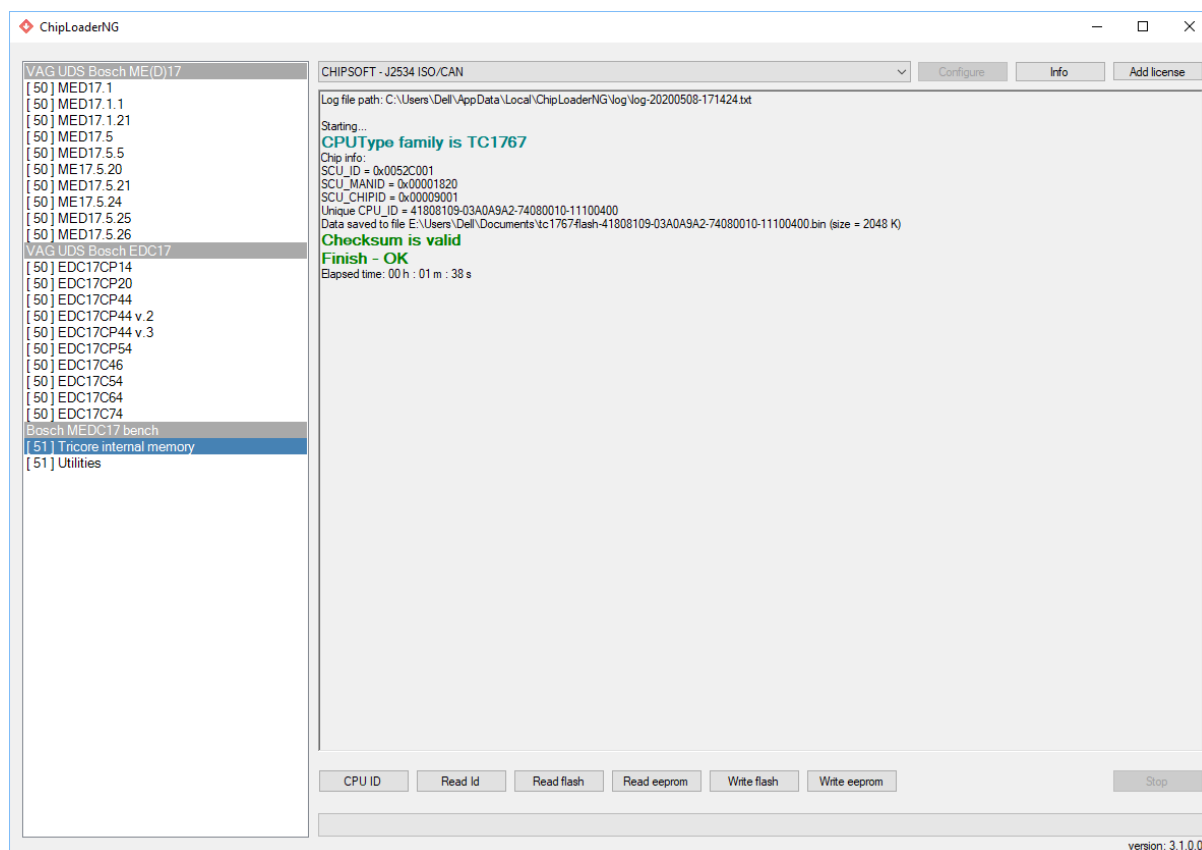 ChipLoaderNG
VAG UDS Bosch ME(D)17
[ 50 ] MED17.1
[ 50 ] MED17.1.1
[ 50 ] MED17.1.21
[ 50 ] MED17.5
[ 50 ] MED17.5.5
[ 50 ] ME17.5.20
[ 50 ] MED17.5.21
[ 50 ] ME17.5.24
[ 50 ] MED17.5.25
[ 50 ] MED17.5.26
VAG UDS Bosch EDC17
[ 50 ] EDC17CP14
[ 50 ] EDC17CP20
[ 50 ] EDC17CP44
[ 50 ] EDC17CP44 v.2
[ 50 ] EDC17CP44 v.3
[ 50 ] EDC17CP54
[ 50 ] EDC17C46
[ 50 ] EDC17C54
[ 50 ] EDC17C64
[ 50 ] EDC17C74
Bosch MEDC17 bench
[ 51 ] Tricore internal memory
[ 51 ] Utilities
CHIPSOFT - J2534 ISO/CAN
Configure
Info
Add license
Log file path: C:\Users\Dell\AppData\Local\ChipLoaderNG\log\log-20200508-171424.txt
Starting...
CPUType family is TC1767
Chip info:
SCU_ID = 0x0052C001
SCU_MANID = 0x00001820
SCU_CHIPID = 0x00009001
Unique CPU_ID = 41808109-03A0A9A2-74080010-11100400
Data saved to file E:\Users\Dell\Documents\tc1767-flash-41808109-03A0A9A2-74080010-11100400.bin (size = 2048 K)
Checksum is valid
Finish - OK
Elapsed time: 00 h : 01 m : 38 s
CPU ID
Read Id
Read flash
Read eeprom
Write flash
Write eeprom
Stop
version: 3.1.0.0